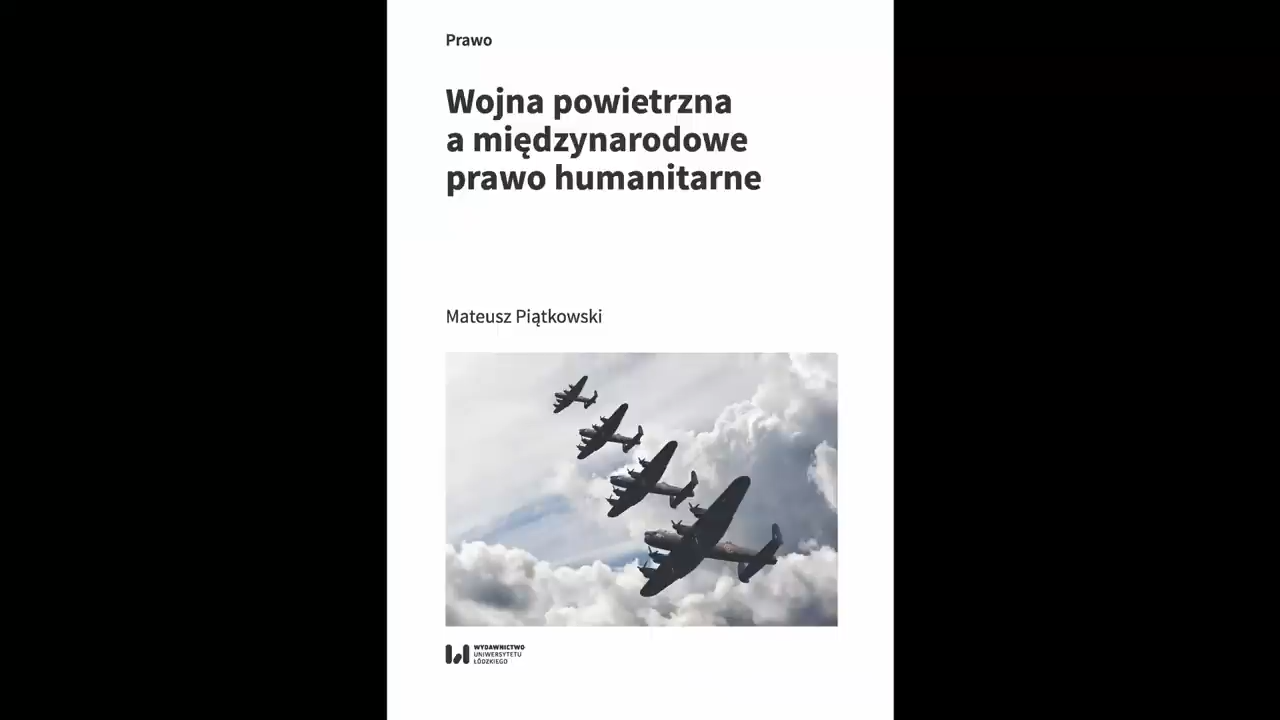 Prawo
Wojna powietrzna
a międzynarodowe
prawo humanitarne
Mateusz Piątkowski
WYDAWNICTWO
UNIWERSYTETU
ŁÓDZKIEGO